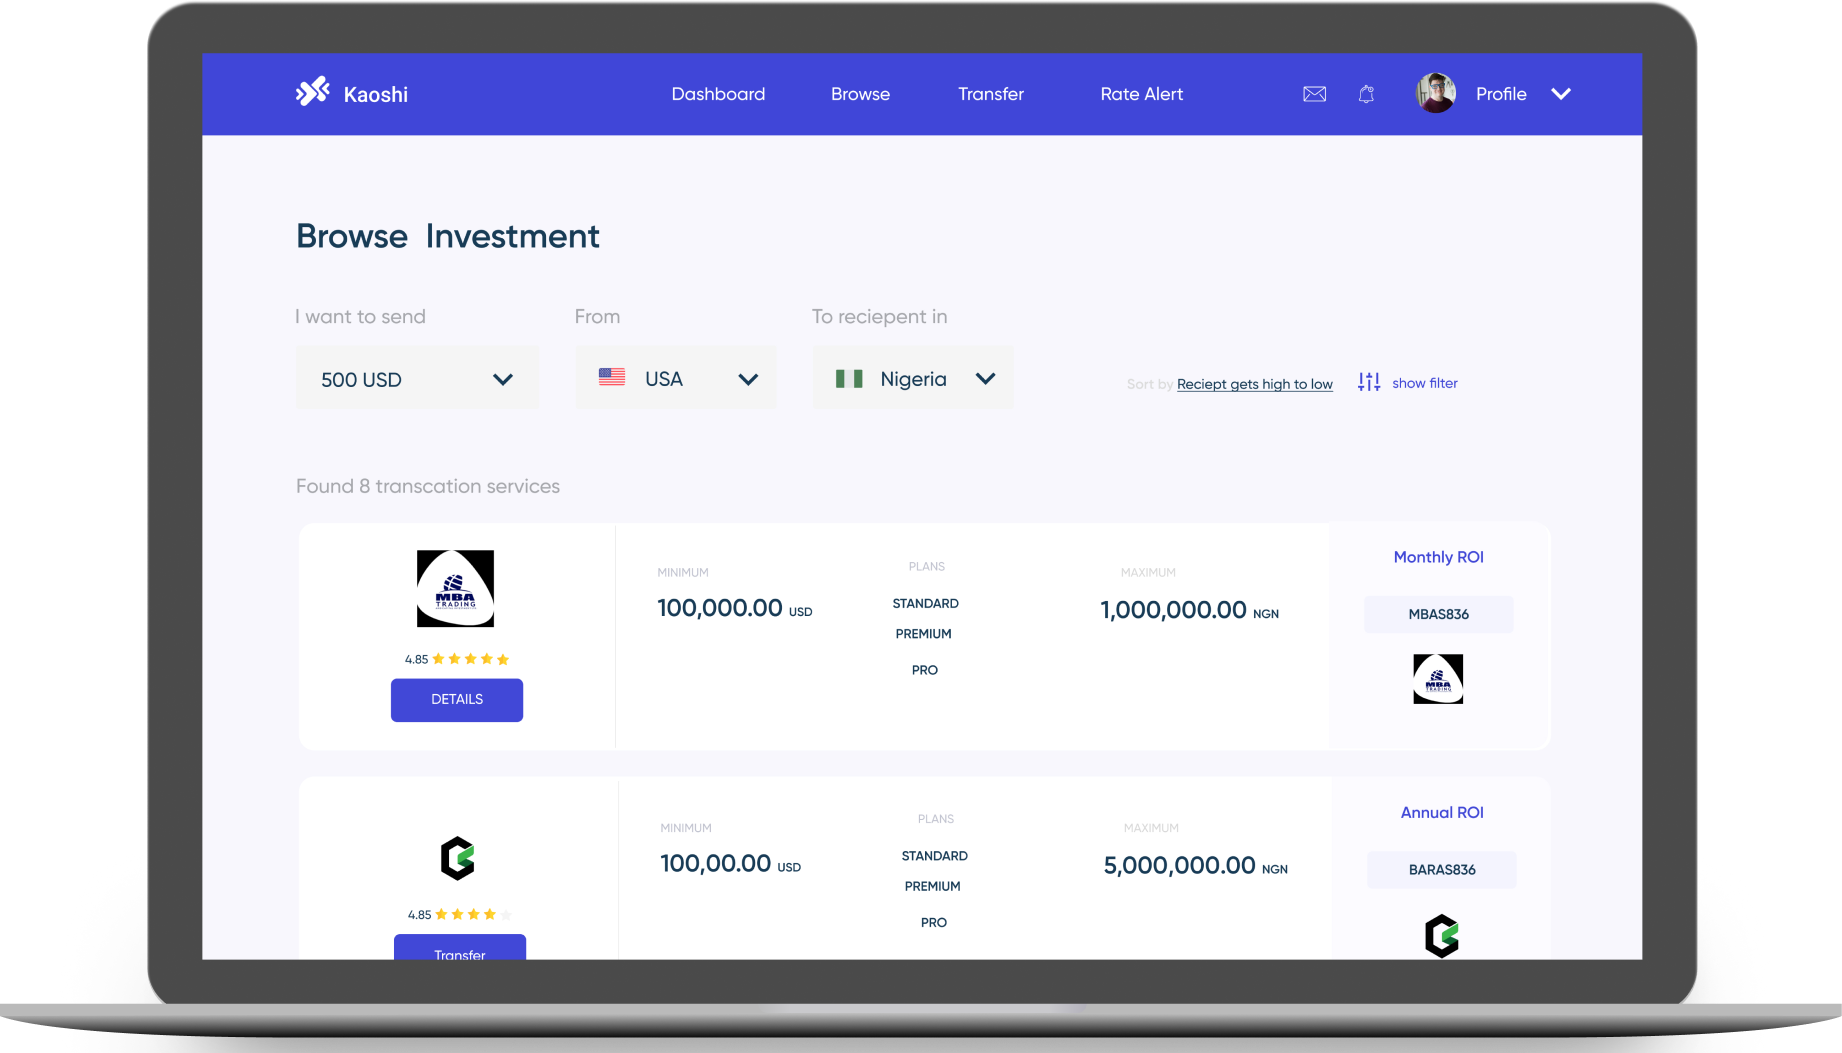 Kaoshi
Dashboard
Browse
Transfer
Rate Alert
Profile
Browse Investment
I want to send
From
To reciepent in
500 USD
USA
Nigeria
Sort by Reciept gets high to low
show filter
Found 8 transcation services
MBA
TRADING
4.85
DETAILS
MINIMUM
100,000.00 USD
PLANS
STANDARD
PREMIUM
PRO
MAXIMUM
1,000,000.00 NGN
Monthly ROI
MBAS836
MBA
TRADING
4.85
Transfer
MINIMUM
100,00.00 USD
PLANS
STANDARD
PREMIUM
PRO
MAXIMUM
5,000,000.00 NGN
Annual ROI
BARAS836